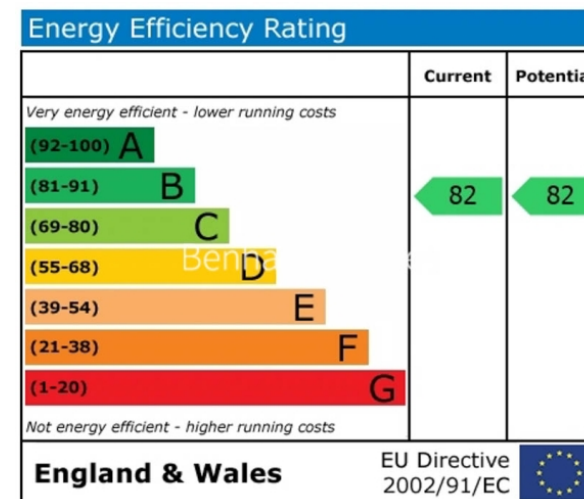 Energy Efficiency Rating
Current
Very energy efficient - lower running costs
(92-100) A
(81-91) B
82
82
(69-80) C
(55-68) D
(39-54) E
(21-38) F
(1-20) G
Not energy efficient - higher running costs
England & Wales
EU Directive
2002/91/EC